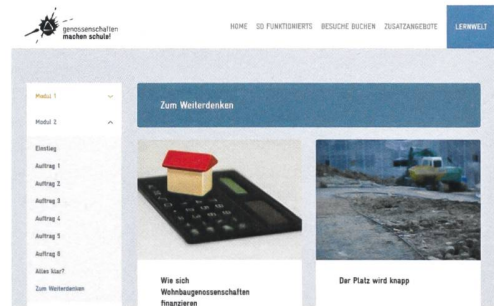 genossenschaften
machen schule!
HOME SO FUNKTIONIERTS BESUCHE BUCHEN ZUSATZANGEBOTE LERNWELT
Modul 1
Modul 2
Einstieg
Auftrag 1
Auftrag 2
Auftrag 3
Auftrag 4
Auftrag 5
Auftrag 6
Alles klar?
Zum Weiterdenken
Zum Weiterdenken
Wie sich
Wohnbaugenossenschaften
finanzieren
Der Platz wird knapp